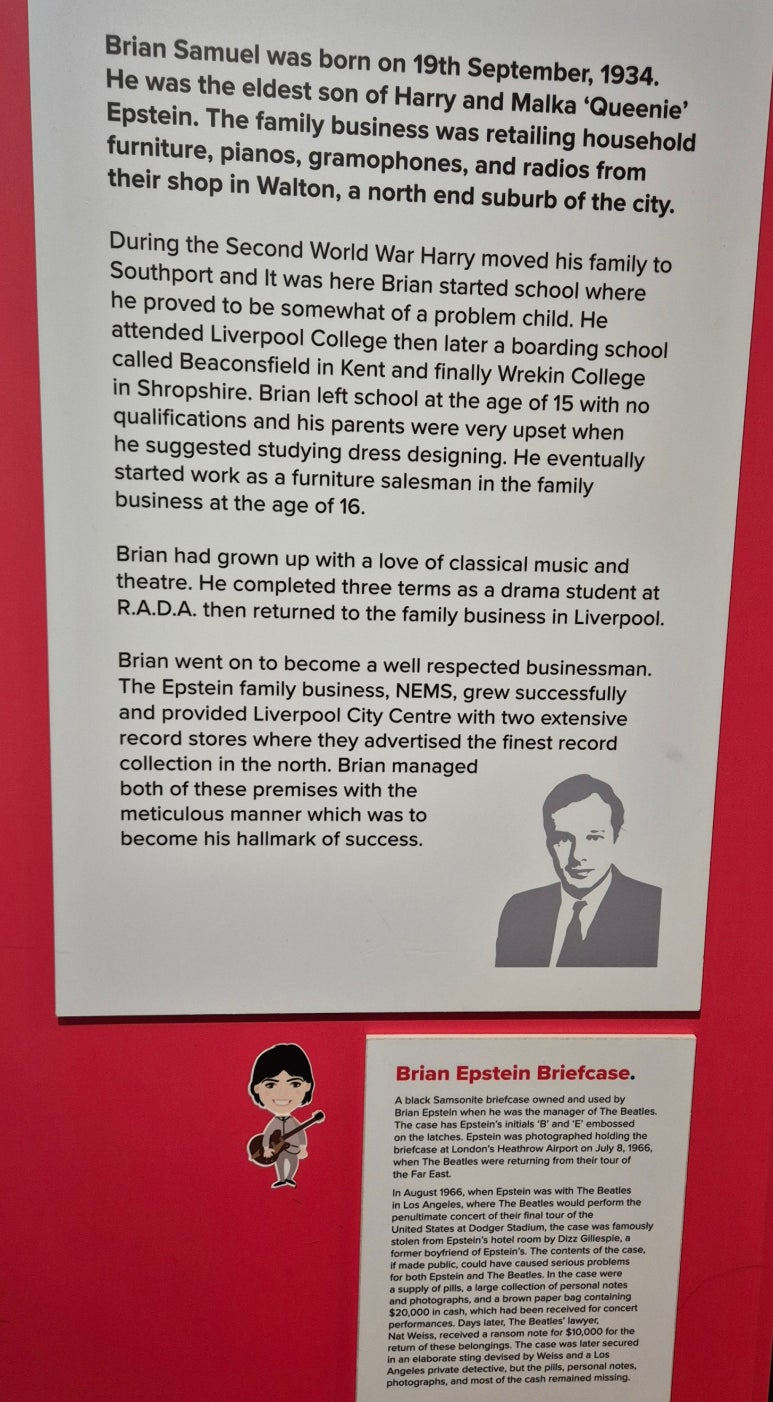 Brian Samuel was born on 19th September, 1934.
He was the eldest son of Harry and Malka ‘Queenie’
Epstein. The family business was retailing household
furniture, pianos, gramophones, and radios from
their shop in Walton, a north end suburb of the city.
During the Second World War Harry moved his family to
Southport and It was here Brian started school where
he proved to be somewhat of a problem child. He
attended Liverpool College then later a boarding school
called Beaconsfield in Kent and finally Wrekin College
in Shropshire. Brian left school at the age of 15 with no
qualifications and his parents were very upset when
he suggested studying dress designing. He eventually
started work as a furniture salesman in the family
business at the age of 16.
Brian had grown up with a love of classical music and
theatre. He completed three terms as a drama student at
R.A.D.A. then returned to the family business in Liverpool.
Brian went on to become a well respected businessman.
The Epstein family business, NEMS, grew successfully
and provided Liverpool City Centre with two extensive
record stores where they advertised the finest record
collection in the north. Brian managed
both of these premises with the
meticulous manner which was to
become his hallmark of success.
Brian Epstein Briefcase.
A black Samsonite briefcase owned and used by
Brian Epstein when he was the manager of The Beatles.
The case has Epstein’s initials ‘B’ and ‘E’ embossed
on the latches. Epstein was photographed holding the
briefcase at London’s Heathrow Airport on July 8, 1966,
when The Beatles were returning from their tour of
the Far East.
In August 1966, when Epstein was with The Beatles
in Los Angeles, where The Beatles would perform the
penultimate concert of their final tour of the
United States at Dodger Stadium, the case was famously
stolen from Epstein’s hotel room by Dizz Gillespie, a
former boyfriend of Epstein’s. The contents of the case,
if made public, could have caused serious problems
for both Epstein and The Beatles. In the case were
a supply of pills, a large collection of personal notes
and photographs, and a brown paper bag containing
$20,000 in cash, which had been received for concert
performances. Days later, The Beatles’ lawyer,
Nat Weiss, received a ransom note for $10,000 for the
return of these belongings. The case was later secured
in an elaborate sting devised by Weiss and a Los
Angeles private detective, but the pills, personal notes,
photographs, and most of the cash remained missing.